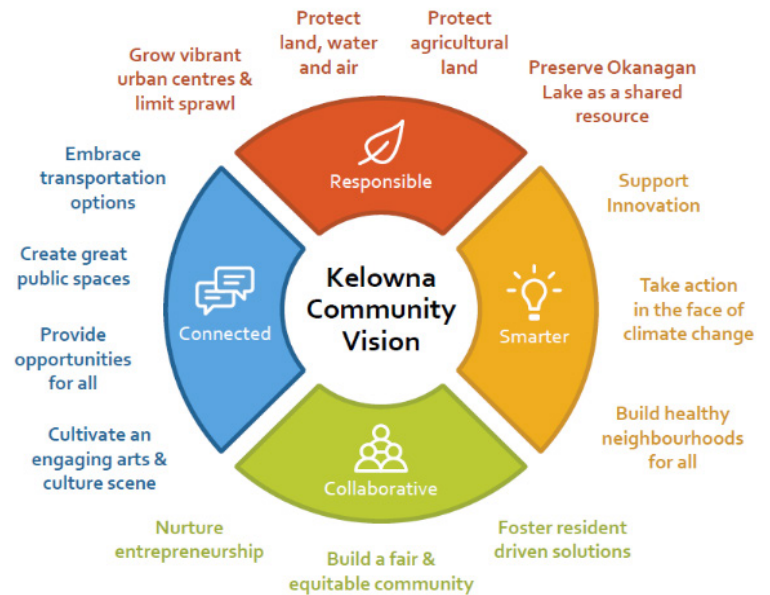 Protect
land, water
and air
Protect
agricultural
land
Grow vibrant
urban centres &
limit sprawl
Preserve Okanagan
Lake as a shared
resource
Embrace
transportation
options
Responsible
Support
Innovation
Create great
public spaces
Kelowna
Community
Vision
Connected
Smarter
Take action
in the face of
climate change
Provide
opportunities
for all
Build healthy
neighbourhoods
for all
Cultivate an
engaging arts &
culture scene
Collaborative
Nurture
entrepreneurship
Build a fair &
equitable community
Foster resident
driven solutions